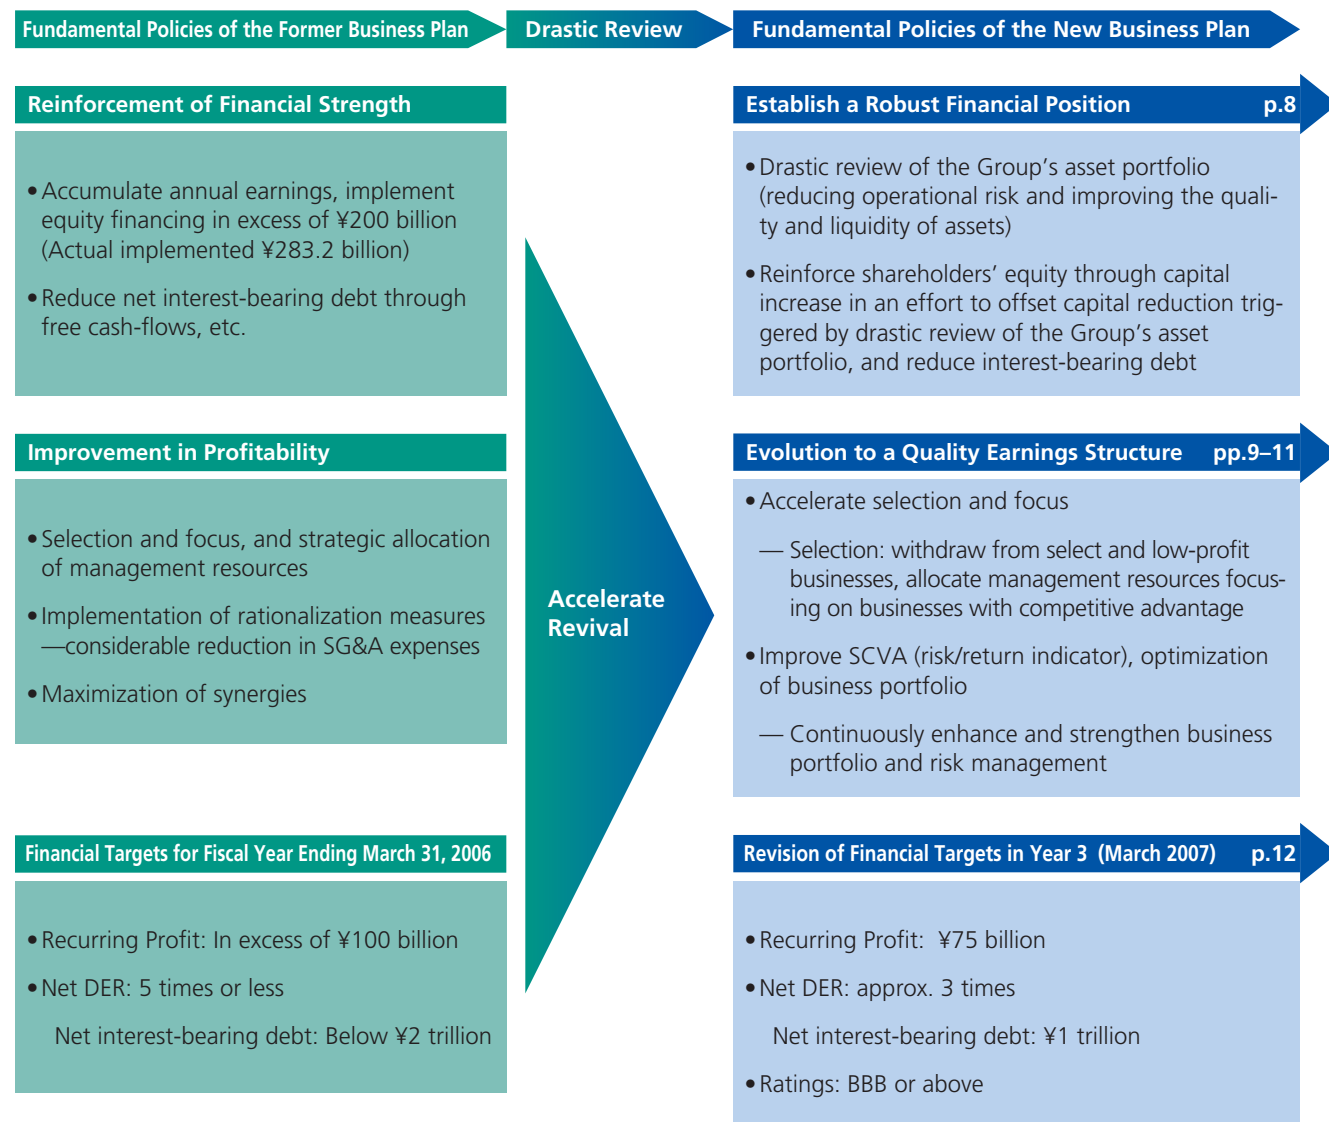 Fundamental Policies of the Former Business Plan
Drastic Review
Fundamental Policies of the New Business Plan
Reinforcement of Financial Strength
• Accumulate annual earnings, implement
equity financing in excess of ¥200 billion
(Actual implemented ¥283.2 billion)
• Reduce net interest-bearing debt through
free cash-flows, etc.
Improvement in Profitability
• Selection and focus, and strategic allocation
of management resources
• Implementation of rationalization measures
—considerable reduction in SG&A expenses
• Maximization of synergies
Financial Targets for Fiscal Year Ending March 31, 2006
• Recurring Profit: In excess of ¥100 billion
• Net DER: 5 times or less
Net interest-bearing debt: Below ¥2 trillion
Accelerate
Revival
Establish a Robust Financial Position p.8
• Drastic review of the Group's asset portfolio
(reducing operational risk and improving the quali-
ty and liquidity of assets)
• Reinforce shareholders' equity through capital
increase in an effort to offset capital reduction trig-
gered by drastic review of the Group's asset
portfolio, and reduce interest-bearing debt
Evolution to a Quality Earnings Structure pp.9–11
• Accelerate selection and focus
— Selection: withdraw from select and low-profit
businesses, allocate management resources focus-
ing on businesses with competitive advantage
• Improve SCVA (risk/return indicator), optimization
of business portfolio
— Continuously enhance and strengthen business
portfolio and risk management
Revision of Financial Targets in Year 3 (March 2007) p.12
• Recurring Profit: ¥75 billion
• Net DER: approx. 3 times
Net interest-bearing debt: ¥1 trillion
• Ratings: BBB or above